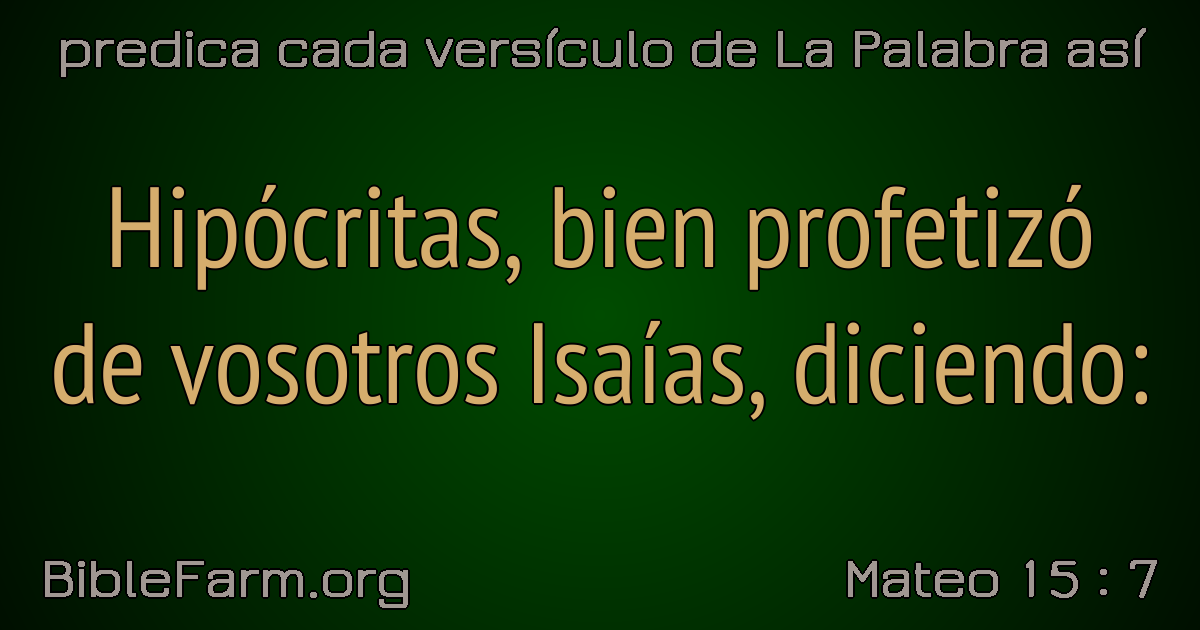 predica cada versículo de La Palabra así
Hipócritas, bien profetizó
de vosotros Isaías, diciendo:
BibleFarm.org
Mateo 15 : 7